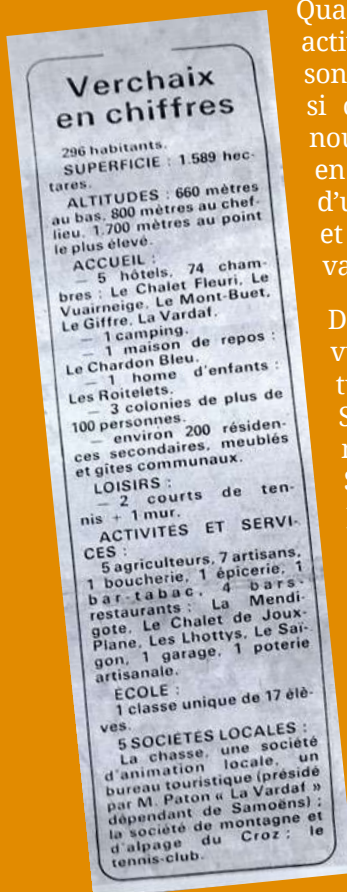 Verchaix
en chiffres
296 habitants.
SUPERFICIE : 1.589 hec-
tares.
ALTITUDES : 660 mètres
au bas, 800 mètres au chef-
lieu, 1.700 mètres au point
le plus élevé.
ACCUEIL :
— 5 hôtels, 74 cham-
bres : Le Chalet Fleuri, Le
Vuairneige, Le Mont-Buet,
Le Giffre, La Vardaf.
— 1 camping.
— 1 maison de repos :
Le Chardon Bleu.
— 1 home d'enfants :
Les Roitelets.
— 3 colonies de plus de
100 personnes.
— environ 200 résiden-
ces secondaires, meublés
et gîtes communaux.
LOISIRS :
— 2 courts de ten-
nis + 1 mur.
ACTIVITÉS ET SERVI-
CES :
5 agriculteurs, 7 artisans,
1 boucherie, 1 épicerie, 1
bar-tabac, 4 bars-
restaurants : La Mendi-
gote, Le Chalet de Joux-
Plane, Les Lhottys, Le Saï-
gon, 1 garage, 1 poterie
artisanale.
ÉCOLE :
1 classe unique de 17 élè-
ves.
5 SOCIÉTÉS LOCALES :
La chasse, une société
d'animation locale, un
bureau touristique (présidé
par M. Paton « La Vardaf »
dépendant de Samoëns) ;
la société de montagne et
d'alpage du Croz ; le
tennis-club.
Qua
activ
son
si
nou
en
d'u
et
va
D
v
t
S
r
S